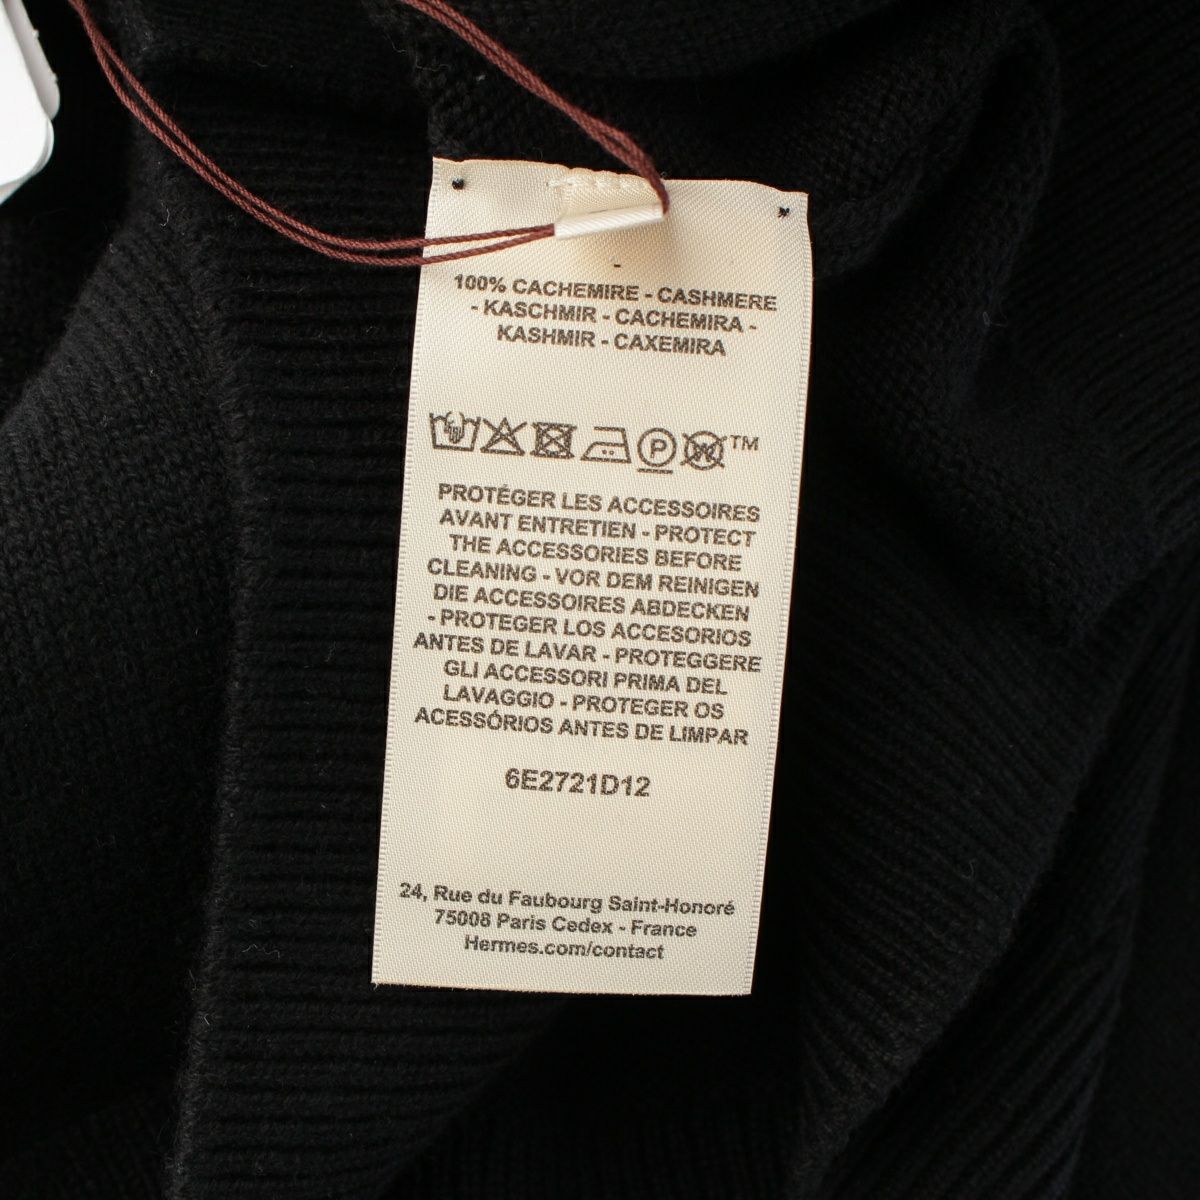 100% CACHEMIRE - CASHMERE
- KASCHMIR - CACHEMIRA -
KASHMIR - CAXEMIRA
P W ™
PROTÉGER LES ACCESSOIRES
AVANT ENTRETIEN - PROTECT
THE ACCESSORIES BEFORE
CLEANING - VOR DEM REINIGEN
DIE ACCESSOIRES ABDECKEN
- PROTEGER LOS ACCESORIOS
ANTES DE LAVAR - PROTEGGERE
GLI ACCESSORI PRIMA DEL
LAVAGGIO - PROTEGER OS
ACESSÓRIOS ANTES DE LIMPAR
6E2721D12
24, Rue du Faubourg Saint-Honoré
75008 Paris Cedex - France
Hermes.com/contact